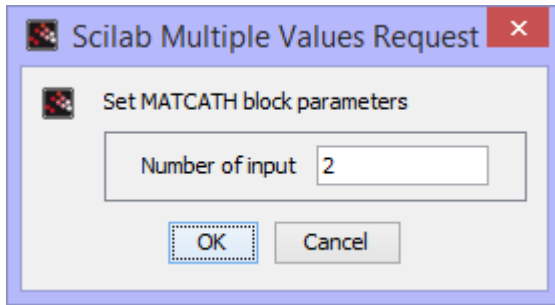 Scilab Multiple Values Request
Set MATCATH block parameters
Number of input 2
OK Cancel